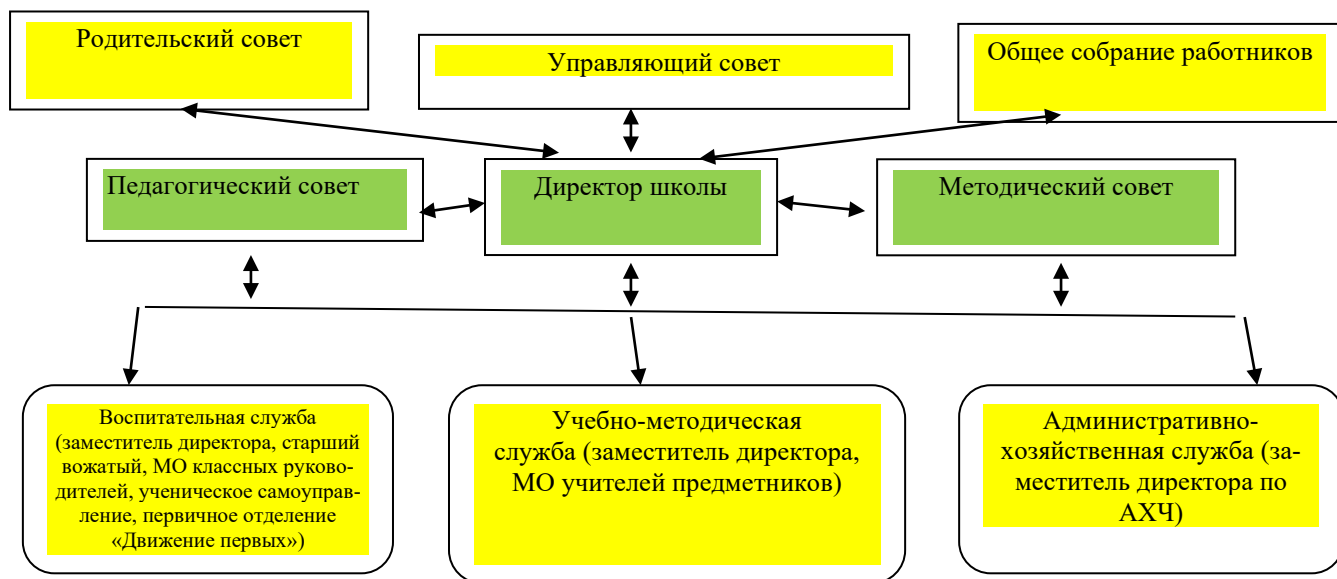 Родительский совет
Управляющий совет
Общее собрание работников
Педагогический совет
Директор школы
Методический совет
Воспитательная служба
(заместитель директора, старший
вожатый, МО классных руково-
дителей, ученическое самоуправ-
ление, первичное отделение
«Движение первых»)
Учебно-методическая
служба (заместитель директора,
МО учителей предметников)
Административно-
хозяйственная служба (за-
меститель директора по
АХЧ)